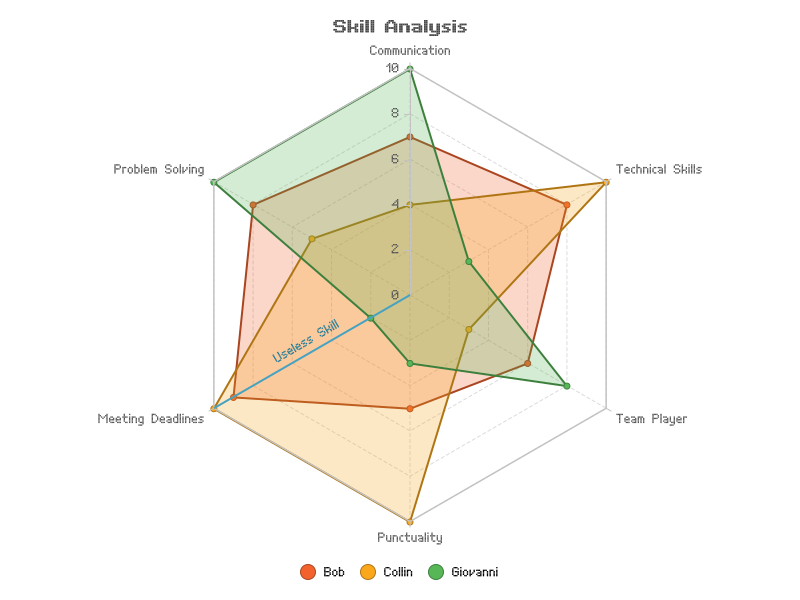 Skill Analysis
Communication
10
8
6
4
2
0
Problem Solving
Technical Skills
Useless Skill
Meeting Deadlines
Team Player
Punctuality
Bob Collin Giovanni